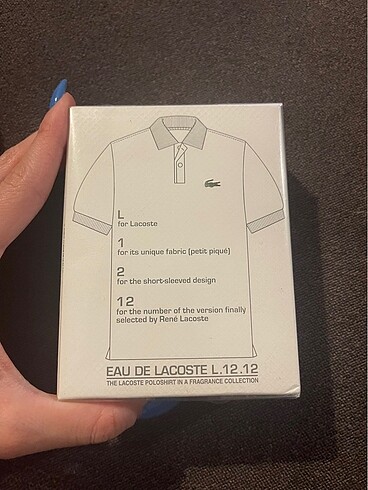 L
for Lacoste
1
for its unique fabric (petit piqué)
2
for the short-sleeved design
12
for the number of the version finally
selected by René Lacoste
EAU DE LACOSTE L.12.12
THE LACOSTE POLOSHIRT IN A FRAGRANCE COLLECTION